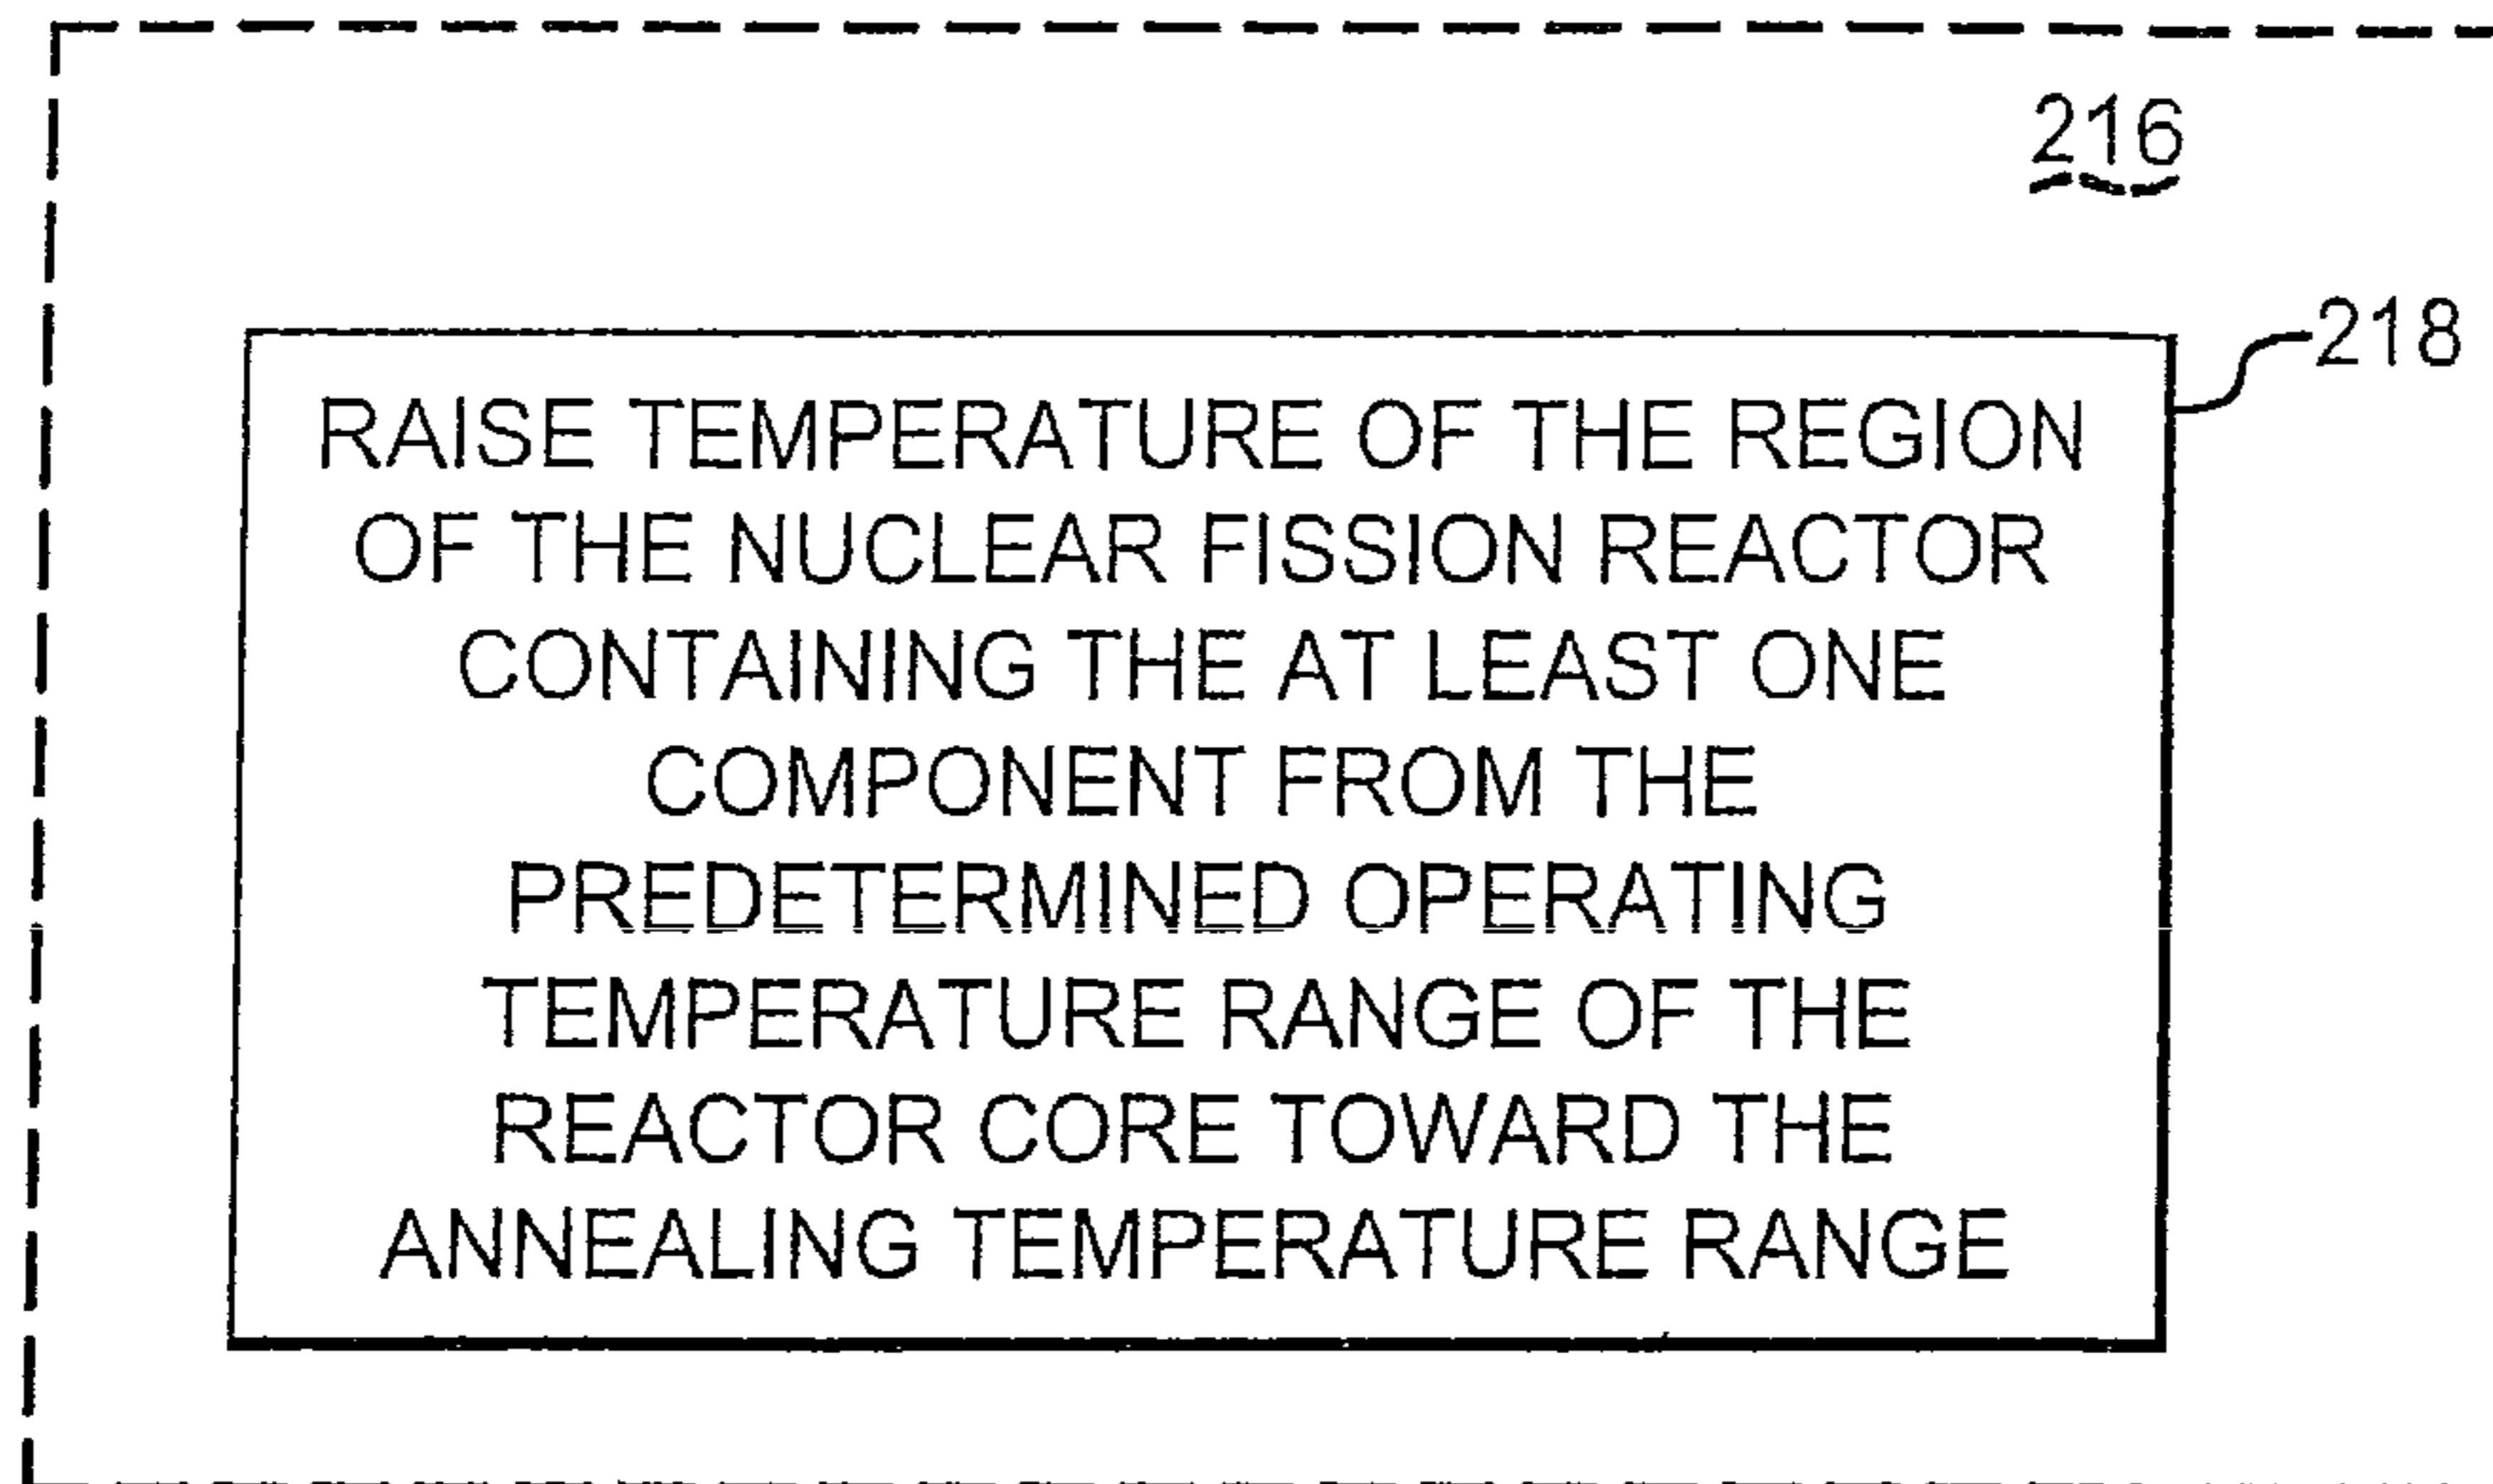 216
218
RAISE TEMPERATURE OF THE REGION
OF THE NUCLEAR FISSION REACTOR
CONTAINING THE AT LEAST ONE
COMPONENT FROM THE
PREDETERMINED OPERATING
TEMPERATURE RANGE OF THE
REACTOR CORE TOWARD THE
ANNEALING TEMPERATURE RANGE